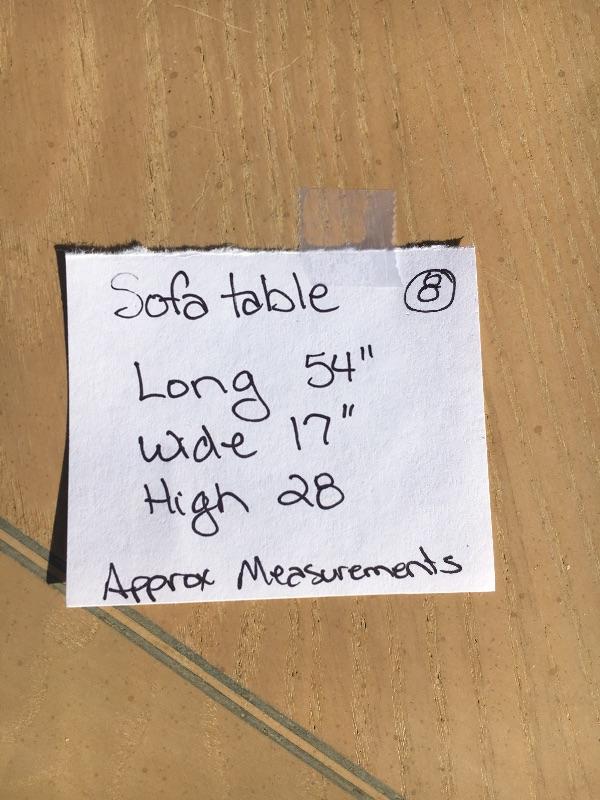 Sofa table 8
Long 54"
Wide 17"
High 28
Approx Measurements